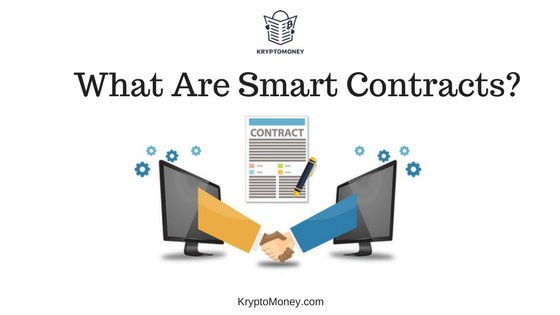 KRYPTOMONEY
What Are Smart Contracts?
CONTRACT
KryptoMoney.com